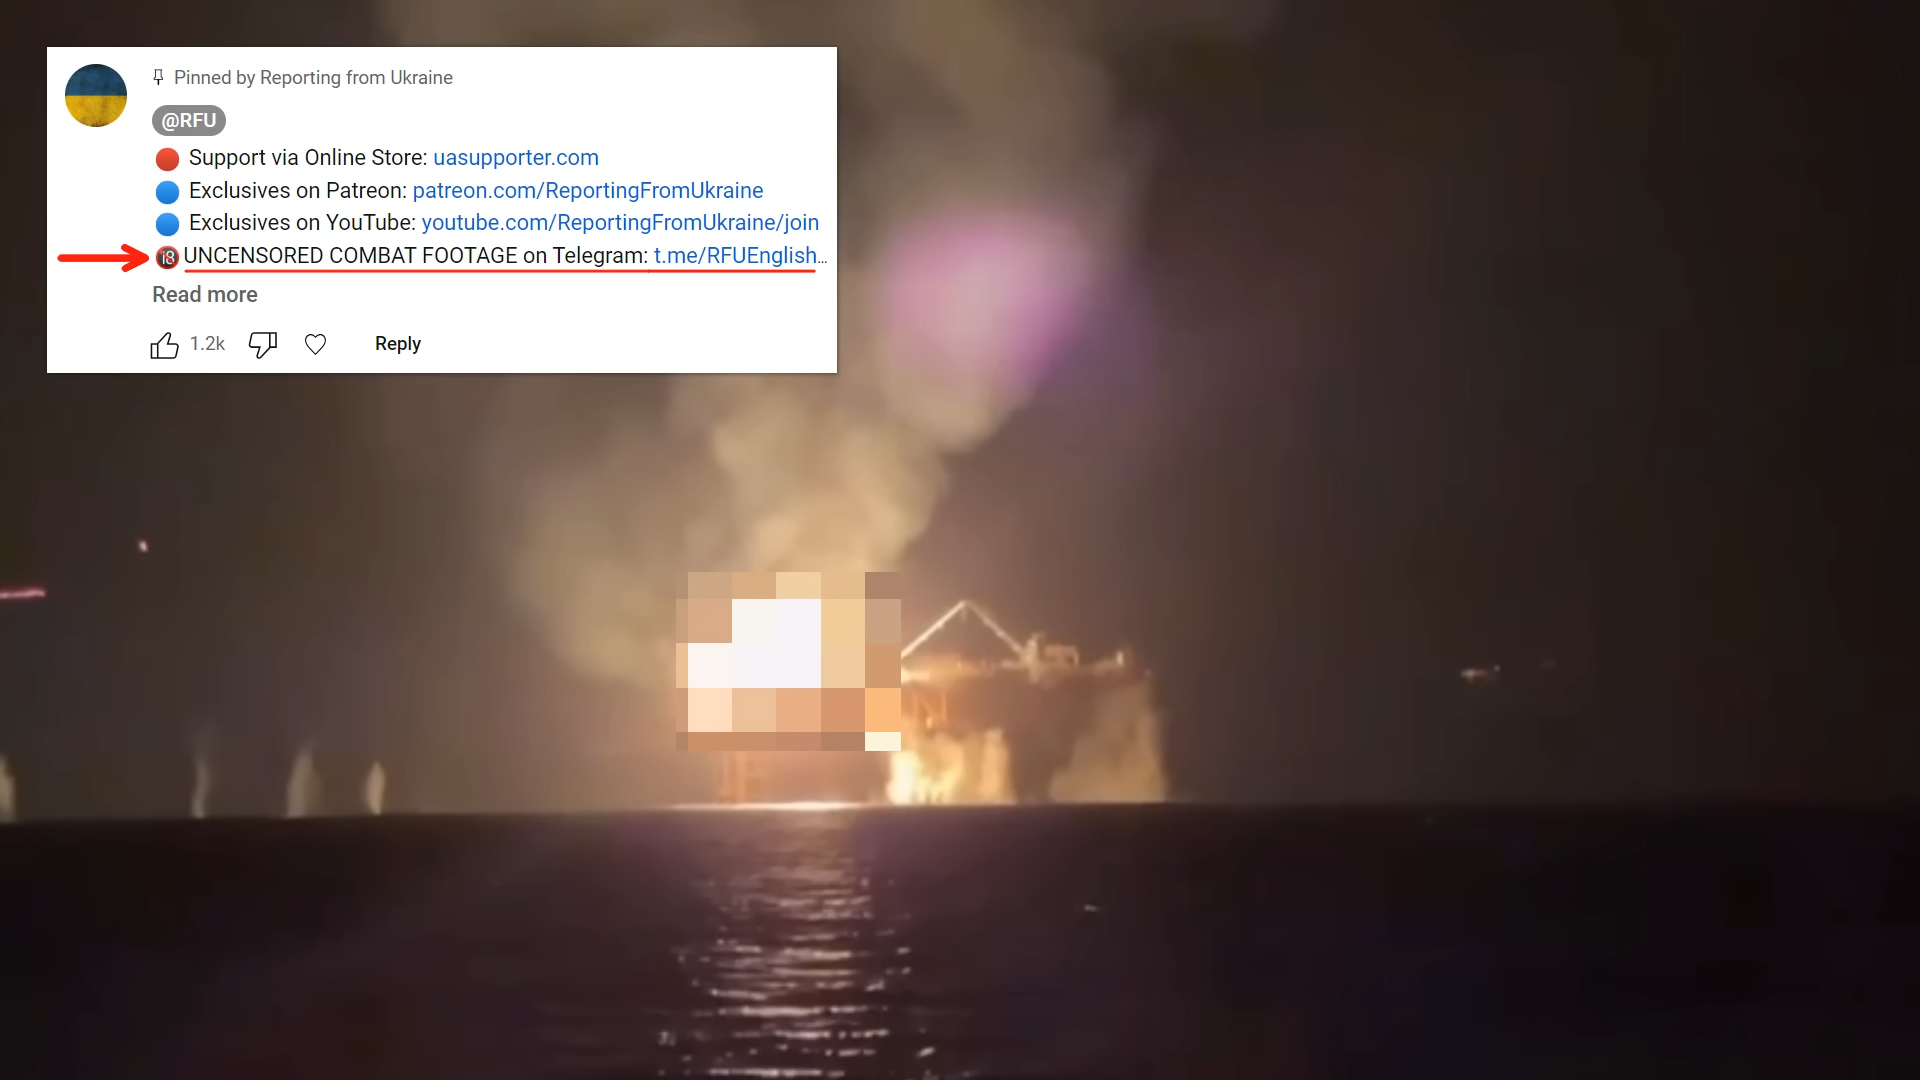 Pinned by Reporting from Ukraine
@RFU
Support via Online Store: uasupporter.com
Exclusives on Patreon: patreon.com/ReportingFromUkraine
Exclusives on YouTube: youtube.com/ReportingFromUkraine/join
🔞 UNCENSORED COMBAT FOOTAGE on Telegram: t.me/RFUEnglish...
Read more
1.2k Reply